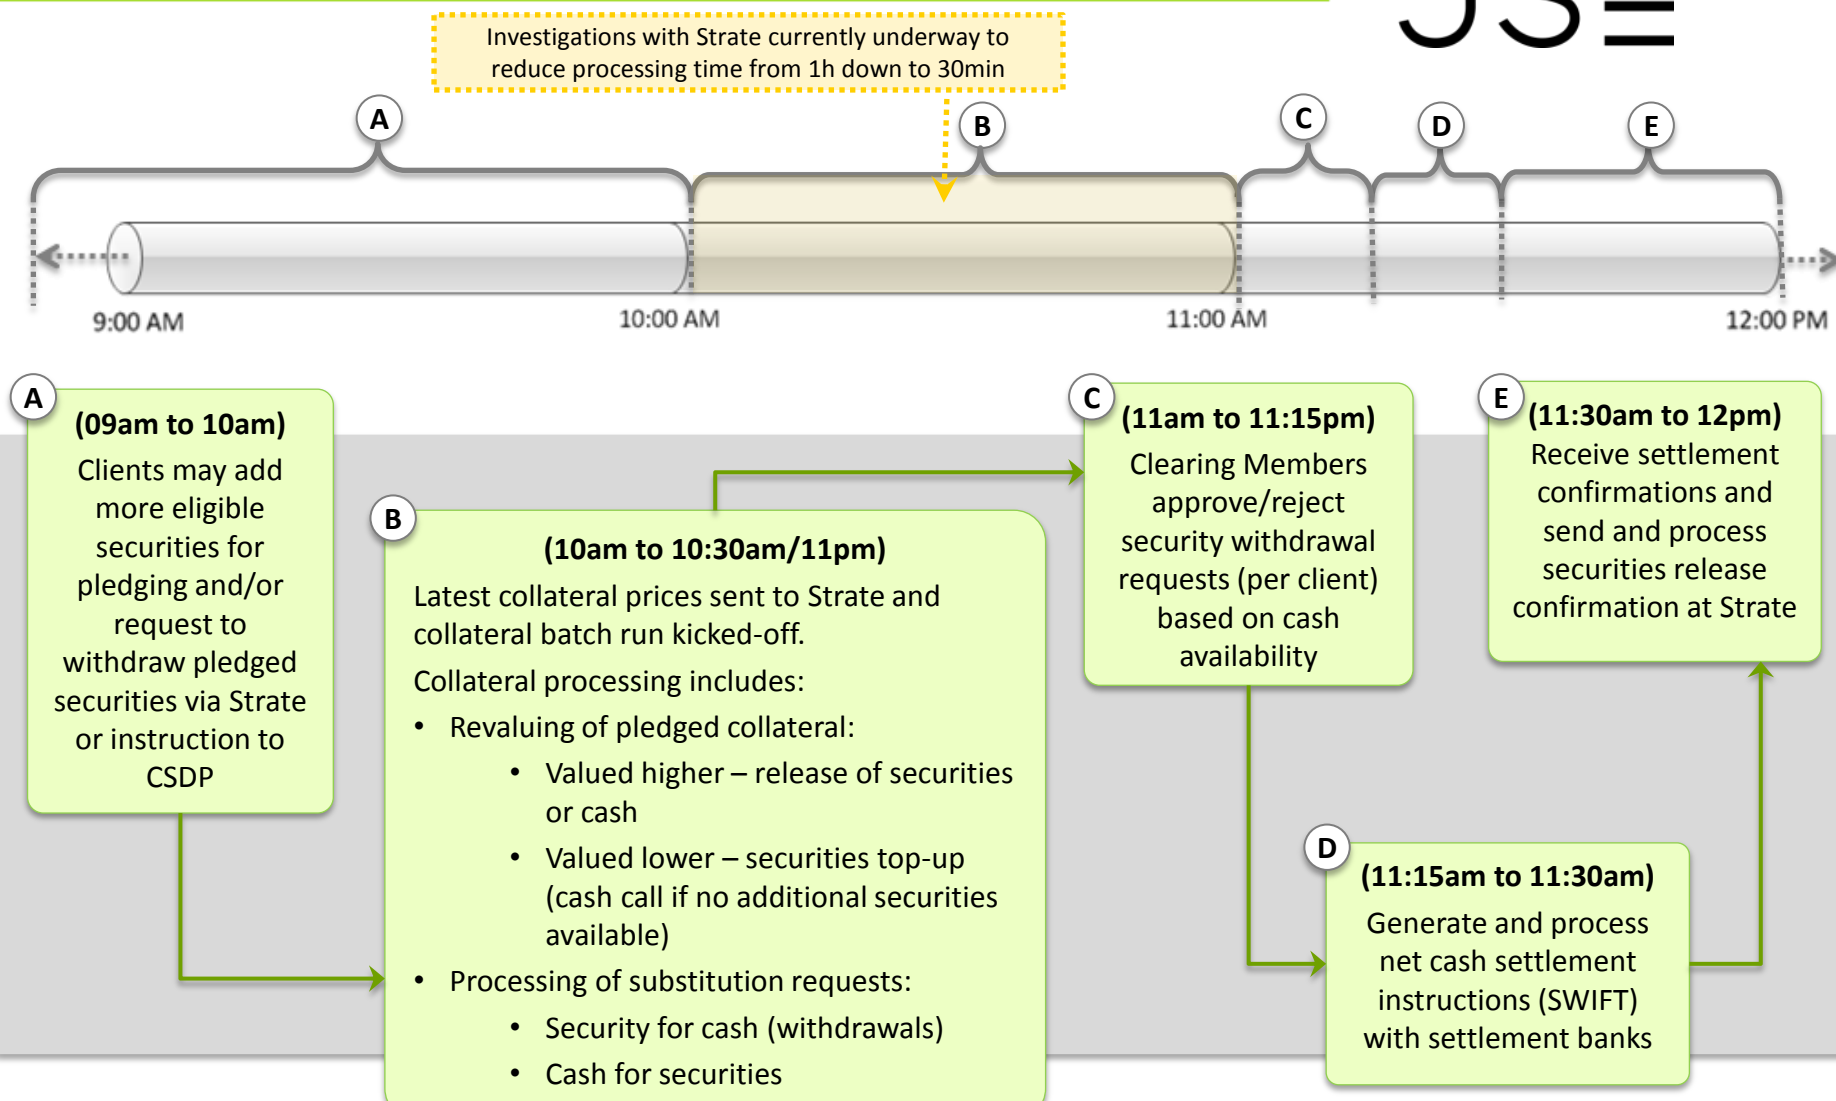 JSE
Investigations with Strate currently underway to
reduce processing time from 1h down to 30min
A
B
C
D
E
9:00 AM
10:00 AM
11:00 AM
12:00 PM
A
(09am to 10am)
Clients may add
more eligible
securities for
pledging and/or
request to
withdraw pledged
securities via Strate
or instruction to
CSDP
B
(10am to 10:30am/11pm)
Latest collateral prices sent to Strate and
collateral batch run kicked-off.
Collateral processing includes:
• Revaluing of pledged collateral:
• Valued higher – release of securities
or cash
• Valued lower – securities top-up
(cash call if no additional securities
available)
• Processing of substitution requests:
• Security for cash (withdrawals)
• Cash for securities
C
(11am to 11:15pm)
Clearing Members
approve/reject
security withdrawal
requests (per client)
based on cash
availability
D
(11:15am to 11:30am)
Generate and process
net cash settlement
instructions (SWIFT)
with settlement banks
E
(11:30am to 12pm)
Receive settlement
confirmations and
send and process
securities release
confirmation at Strate